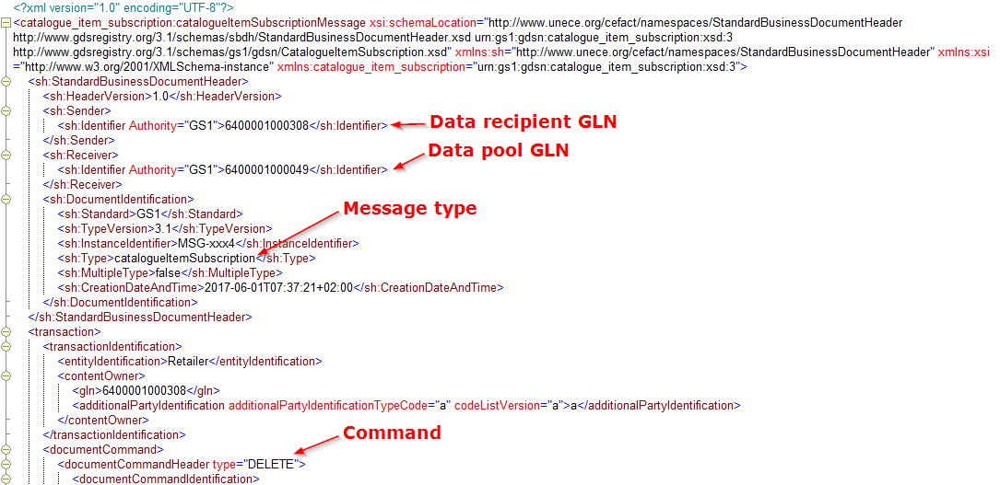 <?xml version="1.0" encoding="UTF-8"?>
<catalogue_item_subscription:catalogueItemSubscriptionMessage xsi:schemaLocation="http://www.unece.org/cefact/namespaces/StandardBusinessDocumentHeader
http://www.gdsregistry.org/3.1/schemas/sbdh/StandardBusinessDocumentHeader.xsd urn:gs1:gdsn:catalogue_item_subscription:xsd:3
http://www.gdsregistry.org/3.1/schemas/gs1/gdsn/CatalogueItemSubscription.xsd" xmlns:sh="http://www.unece.org/cefact/namespaces/StandardBusinessDocumentHeader" xmlns:xsi
="http://www.w3.org/2001/XMLSchema-instance" xmlns:catalogue_item_subscription="urn:gs1:gdsn:catalogue_item_subscription:xsd:3">
<sh:StandardBusinessDocumentHeader>
<sh:HeaderVersion>1.0</sh:HeaderVersion>
<sh:Sender>
<sh:Identifier Authority="GS1">6400001000308</sh:Identifier> Data recipient GLN
</sh:Sender>
<sh:Receiver> Data pool GLN
<sh:Identifier Authority="GS1">6400001000049</sh:Identifier>
</sh:Receiver>
<sh:DocumentIdentification>
<sh:Standard>GS1</sh:Standard> Message type
<sh:TypeVersion>3.1</sh:TypeVersion>
<sh:InstanceIdentifier>MSG-xxx4</sh:InstanceIdentifier>
<sh:Type>catalogueItemSubscription</sh:Type>
<sh:MultipleType>false</sh:MultipleType>
<sh:CreationDateAndTime>2017-06-01T07:37:21+02:00</sh:CreationDateAndTime>
</sh:DocumentIdentification>
</sh:StandardBusinessDocumentHeader>
<transaction>
<transactionIdentification>
<entityIdentification>Retailer</entityIdentification>
<contentOwner>
<gln>6400001000308</gln>
<additionalPartyIdentification additionalPartyIdentificationTypeCode="a" codeListVersion="a">a</additionalPartyIdentification>
</contentOwner>
</transactionIdentification> Command
<documentCommand>
<documentCommandHeader type="DELETE">
<documentCommandIdentification>